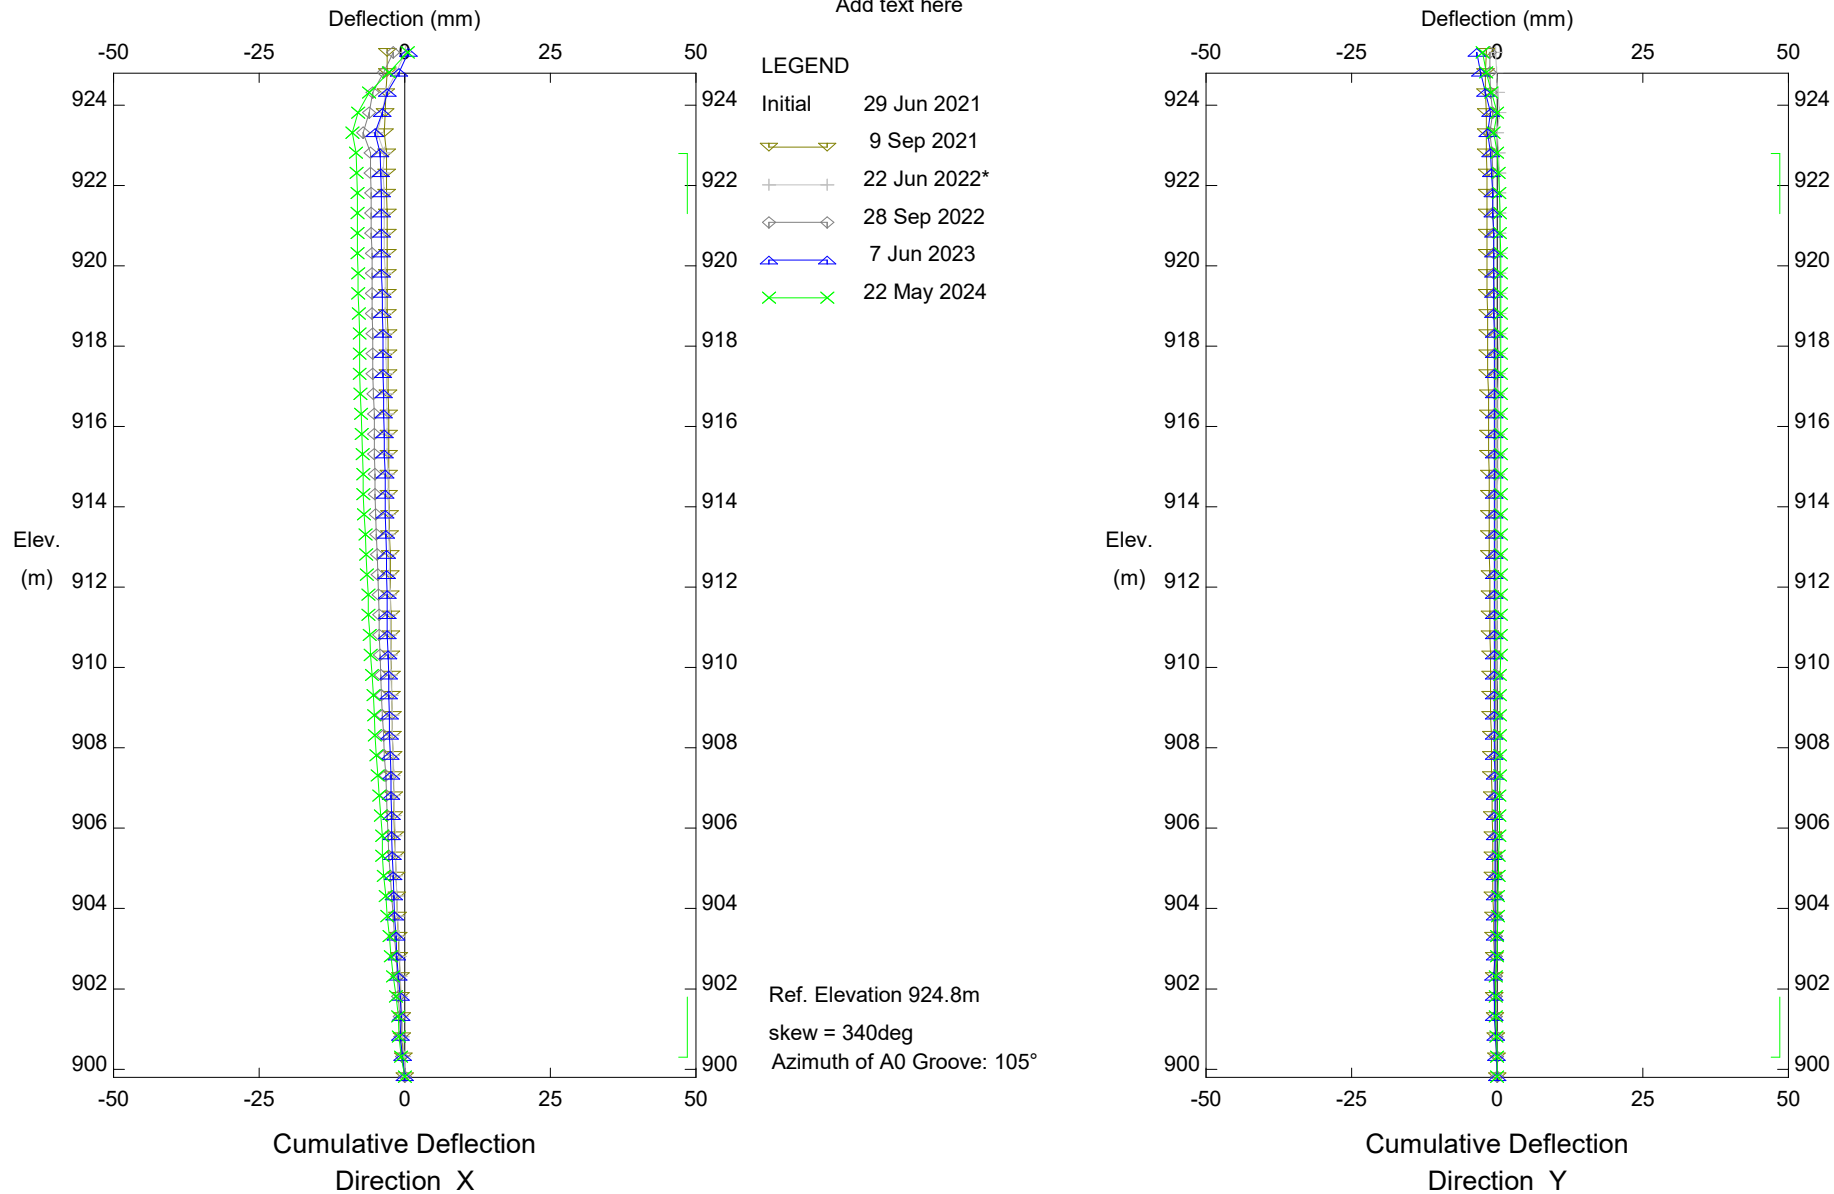 Add text here
Deflection (mm)
-50 -25 0 25 50
924 924
922 922
920 920
918 918
916 916
914 914
912 912
910 910
908 908
906 906
904 904
902 902
900 900
Elev.
(m)
-50 -25 0 25 50
Cumulative Deflection
Direction X
LEGEND
Initial 29 Jun 2021
9 Sep 2021
22 Jun 2022*
28 Sep 2022
7 Jun 2023
22 May 2024
Ref. Elevation 924.8m
skew = 340deg
Azimuth of A0 Groove: 105°
Deflection (mm)
-50 -25 0 25 50
924 924
922 922
920 920
918 918
916 916
914 914
912 912
910 910
908 908
906 906
904 904
902 902
900 900
Elev.
(m)
-50 -25 0 25 50
Cumulative Deflection
Direction Y